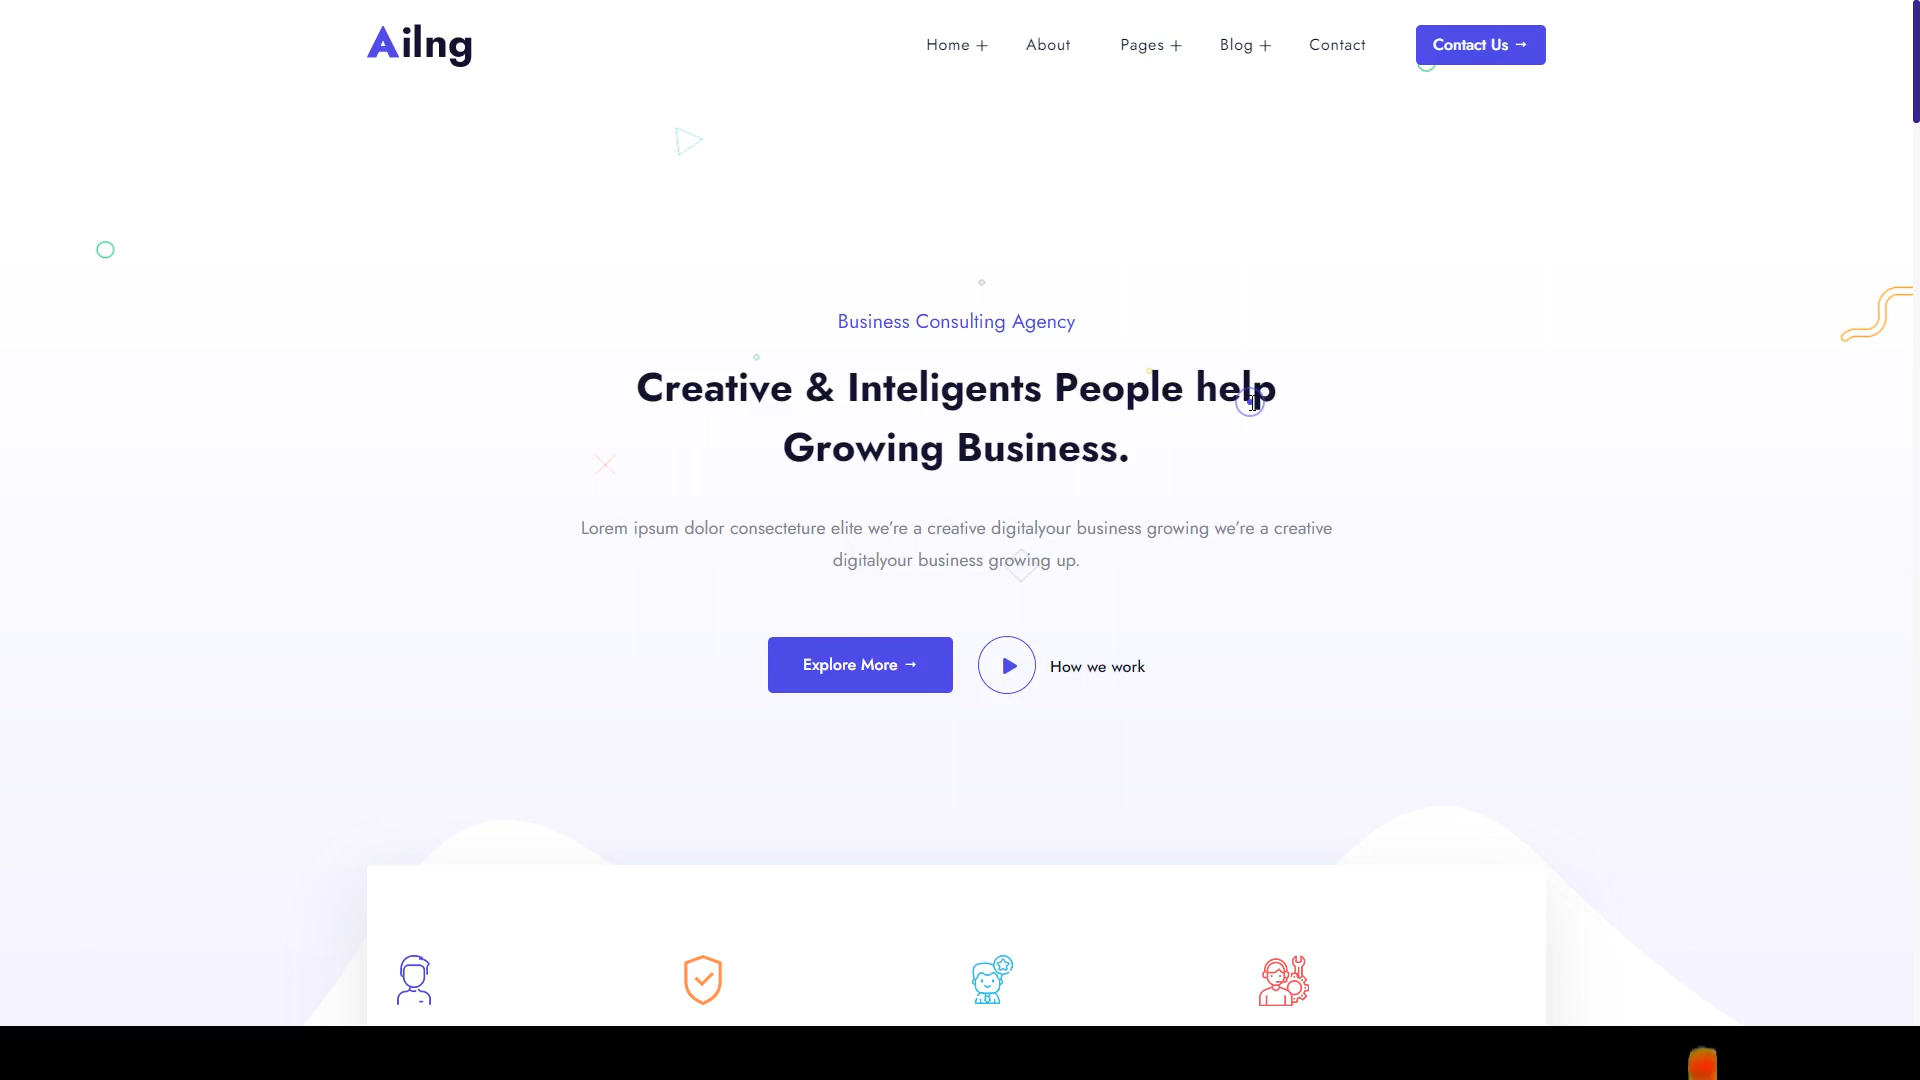 Ailng
Home + About Pages + Blog + Contact Contact Us →
Business Consulting Agency
Creative & Inteligents People help
Growing Business.
Lorem ipsum dolor consecteture elite we’re a creative digitalyour business growing we’re a creative
digitalyour business growing up.
Explore More → How we work